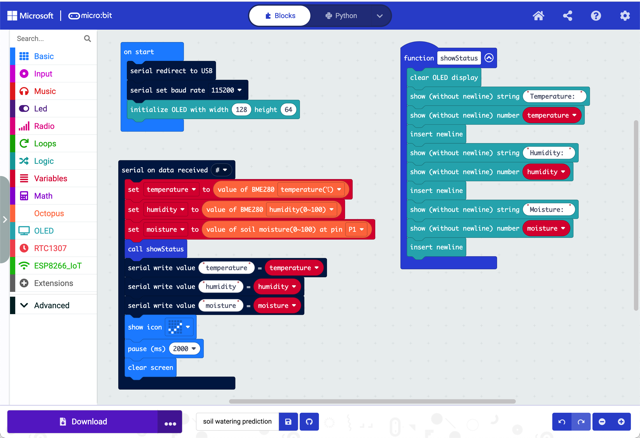 Microsoft
micro:bit
Blocks
Python
Search...
Basic
Input
Music
Led
Radio
Loops
Logic
Variables
Math
Octopus
OLED
RTC1307
ESP8266_IoT
Extensions
Advanced
on start
serial redirect to USB
serial set baud rate 115200
initialize OLED with width 128 height 64
serial on data received #
set temperature to value of BME280 temperature(℃)
set humidity to value of BME280 humidity(0~100)
set moisture to value of soil moisture(0~100) at pin P1
call showStatus
serial write value "temperature" = temperature
serial write value "humidity" = humidity
serial write value "moisture" = moisture
show icon
pause (ms) 2000
clear screen
function showStatus
clear OLED display
show (without newline) string "Temperature: "
show (without newline) number temperature
insert newline
show (without newline) string "Humidity: "
show (without newline) number humidity
insert newline
show (without newline) string "Moisture: "
show (without newline) number moisture
insert newline
Download
soil watering prediction